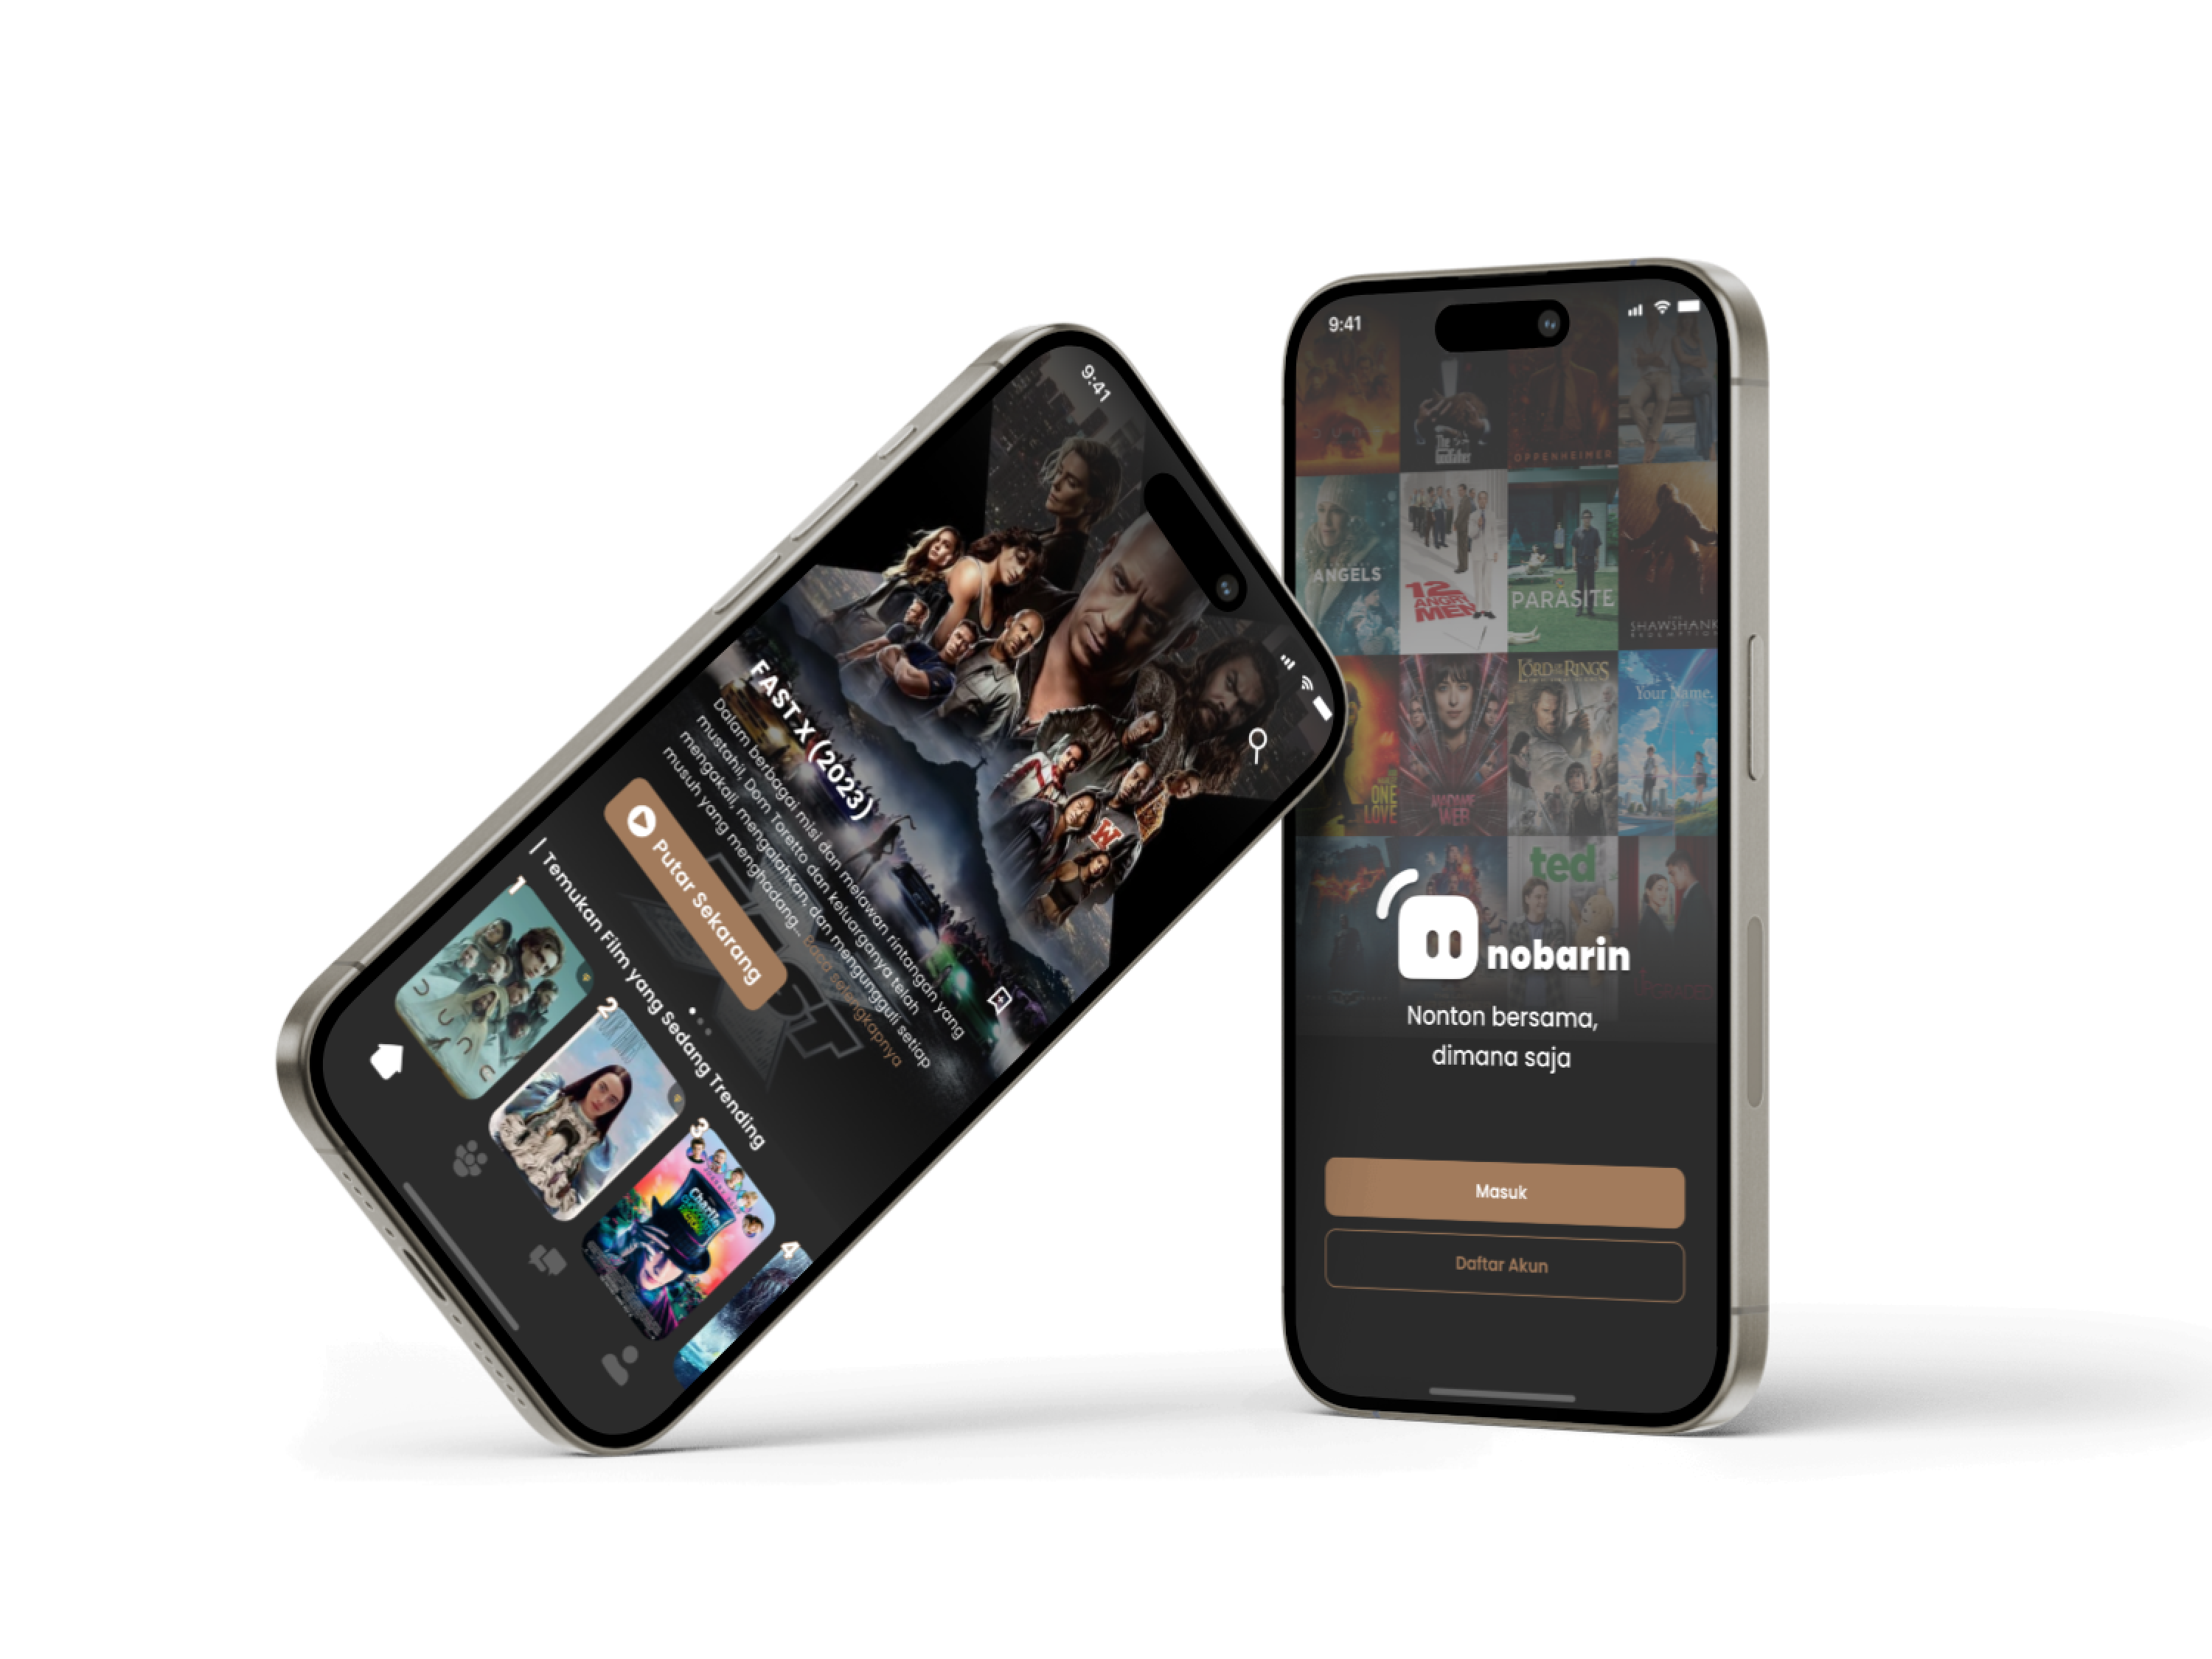 9:41
FAST X (2023)
Dalam berbagai misi dan melawan rintangan yang
mustahil, Dom Toretto dan keluarganya telah
mengakali, mengalahkan, dan mengungguli setiap
musuh yang menghadang... Baca selengkapnya
Putar Sekarang
| Temukan Film yang Sedang Trending
1
2
3
4
Charlie
9:41
The
Godfather
OPPENHEIMER
ANGELS
12
ANGRY
MEN
PARASITE
THE
SHAWSHANK
REDEMPTION
ONE
LOVE
MADAME
WEB
LORD OF THE RINGS
Your Name.
ted
UPGRADED
nobarin
Nonton bersama,
dimana saja
Masuk
Daftar Akun